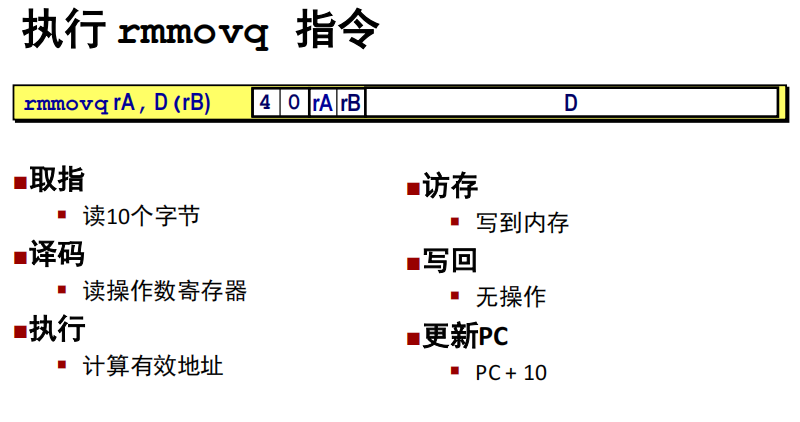 执行 rmmovq 指令
rmmovq rA, D(rB) 4 0 rA rB D
取指
读10个字节
译码
读操作数寄存器
执行
计算有效地址
访存
写到内存
写回
无操作
更新PC
PC + 10